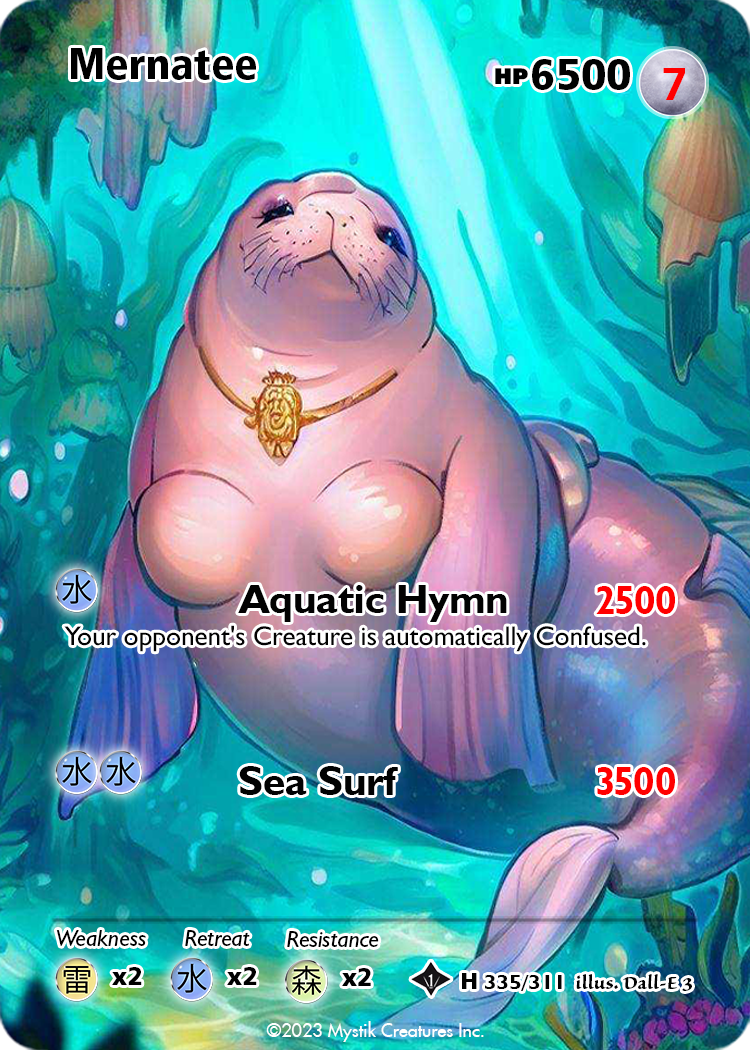 Mernatee HP6500 7
水 Aquatic Hymn 2500
Your opponent's Creature is automatically Confused.
水 水 Sea Surf 3500
Weakness Retreat Resistance
雷 x2 水 x2 森 x2 1 H 335/311 illus. Dall-E 3
©2023 Mystik Creatures Inc.